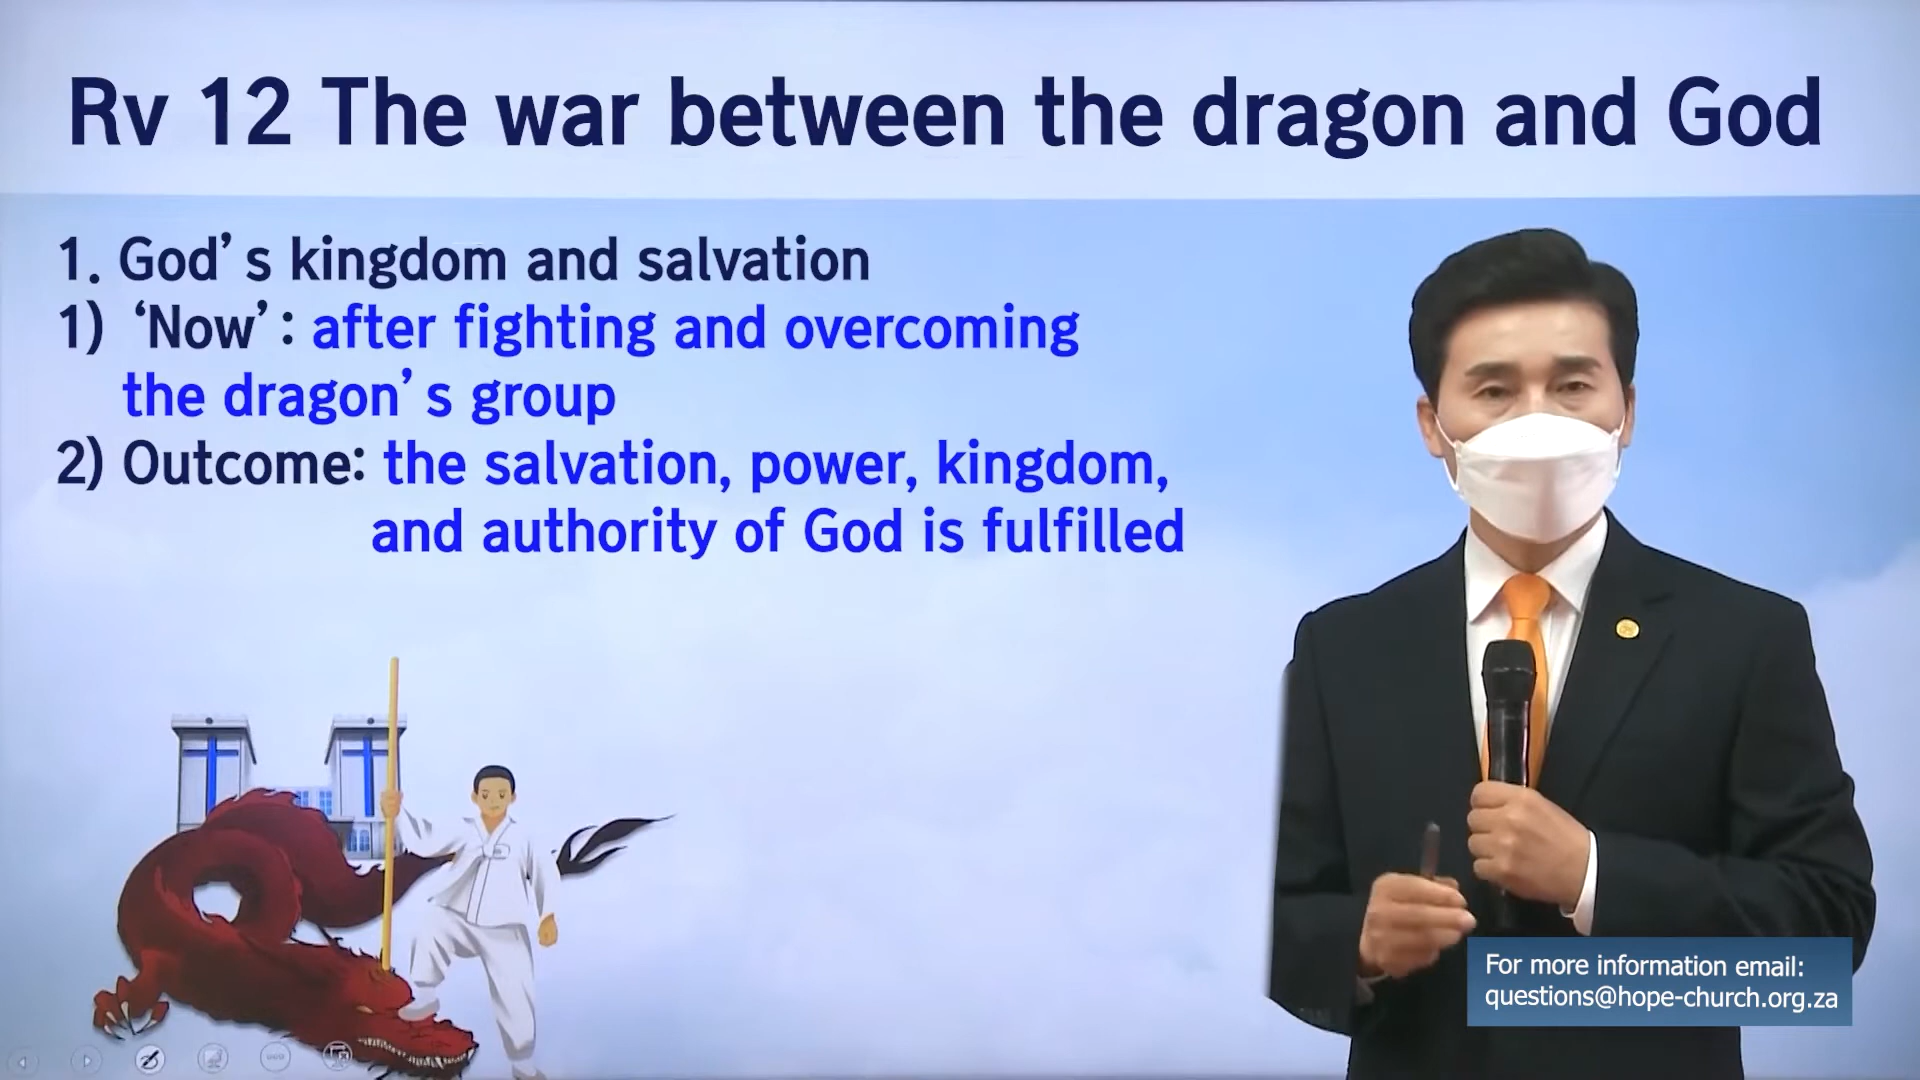 Rv 12 The war between the dragon and God
1. God’s kingdom and salvation
1) ‘Now’: after fighting and overcoming
the dragon’s group
2) Outcome: the salvation, power, kingdom,
and authority of God is fulfilled
For more information email:
questions@hope-church.org.za